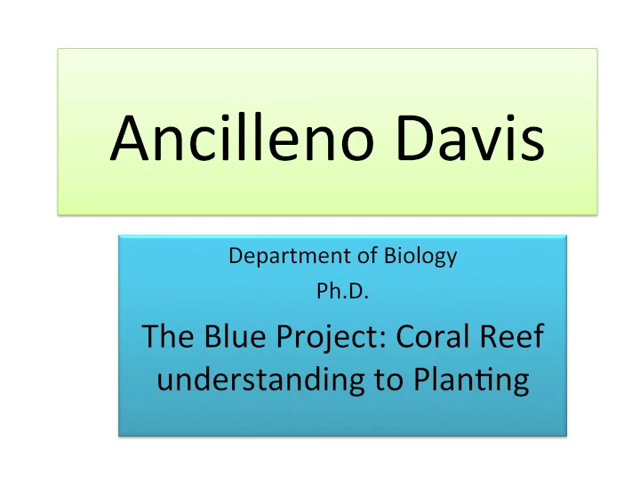 Ancilleno Davis
Department of Biology
Ph.D.
The Blue Project: Coral Reef
understanding to Planting